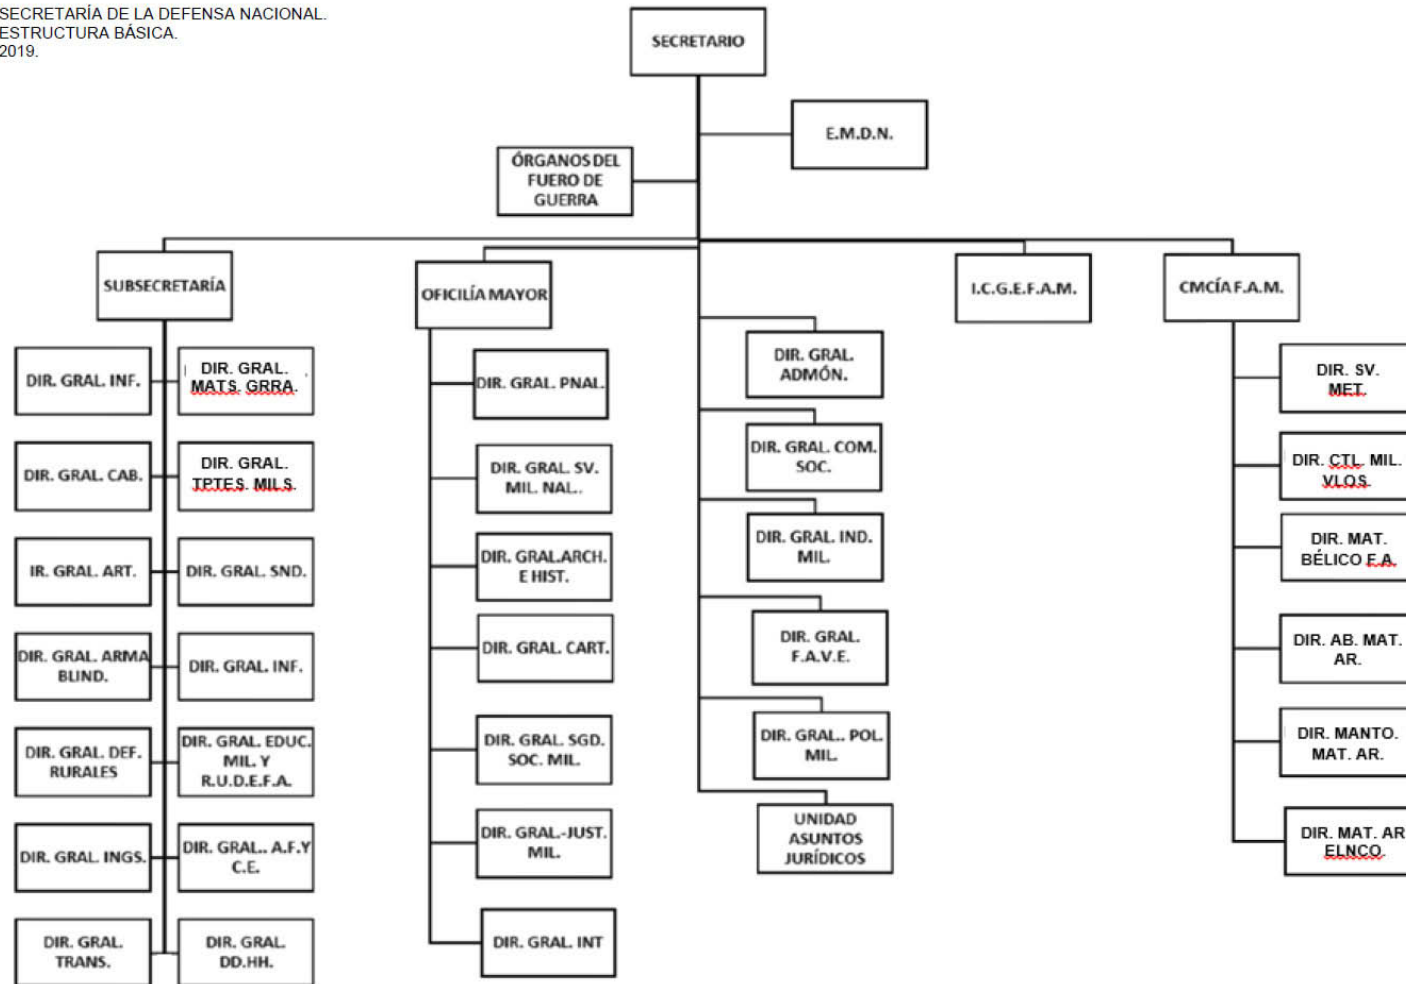 SECRETARÍA DE LA DEFENSA NACIONAL.
ESTRUCTURA BÁSICA.
2019.
SECRETARIO
E.M.D.N.
ÓRGANOS DEL
FUERO DE
GUERRA
SUBSECRETARÍA
OFICILÍA MAYOR
I.C.G.E.F.A.M.
CMCÍA F.A.M.
DIR. GRAL. INF.
DIR. GRAL.
MATS. GRRA.
DIR. GRAL. CAB.
DIR. GRAL.
TPTES. MILS.
IR. GRAL. ART.
DIR. GRAL. SND.
DIR. GRAL. ARMA
BLIND.
DIR. GRAL. INF.
DIR. GRAL. DEF.
RURALES
DIR. GRAL. EDUC.
MIL. Y
R.U.D.E.F.A.
DIR. GRAL. INGS.
DIR. GRAL.. A.F.Y
C.E.
DIR. GRAL.
TRANS.
DIR. GRAL.
DD.HH.
DIR. GRAL. PNAL.
DIR. GRAL. SV.
MIL. NAL..
DIR. GRAL.ARCH.
E HIST.
DIR. GRAL. CART.
DIR. GRAL. SGD.
SOC. MIL.
DIR. GRAL.-JUST.
MIL.
DIR. GRAL. INT
DIR. GRAL.
ADMÓN.
DIR. GRAL. COM.
SOC.
DIR. GRAL. IND.
MIL.
DIR. GRAL.
F.A.V.E.
DIR. GRAL.. POL.
MIL.
UNIDAD
ASUNTOS
JURÍDICOS
DIR. SV.
MET.
DIR. CTL. MIL.
VLOS.
DIR. MAT.
BÉLICO F.A.
DIR. AB. MAT.
AR.
DIR. MANTO.
MAT. AR.
DIR. MAT. AR
ELNCO.